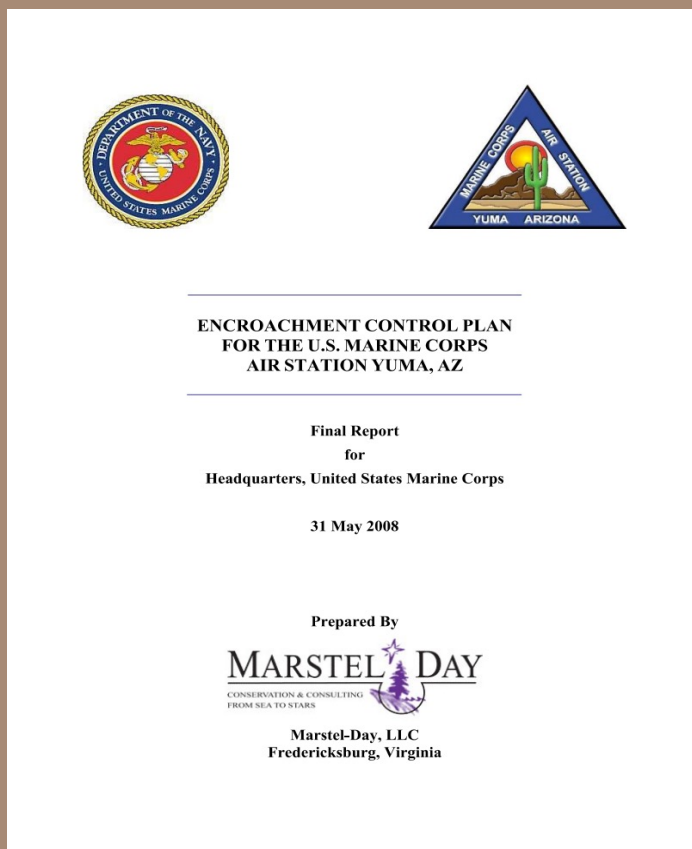 DEPARTMENT OF THE NAVY
UNITED STATES MARINE CORPS
MARINE CORPS
AIR STATION
YUMA ARIZONA
ENCROACHMENT CONTROL PLAN
FOR THE U.S. MARINE CORPS
AIR STATION YUMA, AZ
Final Report
for
Headquarters, United States Marine Corps
31 May 2008
Prepared By
MARSTEL DAY
CONSERVATION & CONSULTING
FROM SEA TO STARS
Marstel-Day, LLC
Fredericksburg, Virginia